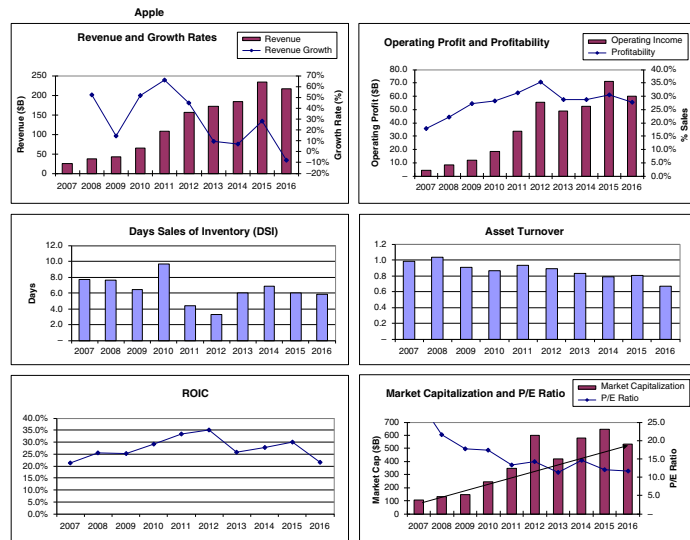 Apple
Revenue and Growth Rates
Revenue
Revenue Growth
Revenue ($B)
250
200
150
100
50
0
Growth Rate (%)
70%
60%
50%
40%
30%
20%
10%
0%
−10%
−20%
2007 2008 2009 2010 2011 2012 2013 2014 2015 2016
Operating Profit and Profitability
Operating Income
Profitability
Operating Profit ($B)
80.0
70.0
60.0
50.0
40.0
30.0
20.0
10.0
–
% Sales
40.0%
35.0%
30.0%
25.0%
20.0%
15.0%
10.0%
5.0%
0.0%
2007 2008 2009 2010 2011 2012 2013 2014 2015 2016
Days Sales of Inventory (DSI)
Days
12.0
10.0
8.0
6.0
4.0
2.0
–
2007 2008 2009 2010 2011 2012 2013 2014 2015 2016
Asset Turnover
1.2
1.0
0.8
0.6
0.4
0.2
–
2007 2008 2009 2010 2011 2012 2013 2014 2015 2016
ROIC
40.0%
35.0%
30.0%
25.0%
20.0%
15.0%
10.0%
5.0%
0.0%
2007 2008 2009 2010 2011 2012 2013 2014 2015 2016
Market Capitalization and P/E Ratio
Market Capitalization
P/E Ratio
Market Cap ($B)
700
600
500
400
300
200
100
0
P/E Ratio
25.0
20.0
15.0
10.0
5.0
–
2007 2008 2009 2010 2011 2012 2013 2014 2015 2016